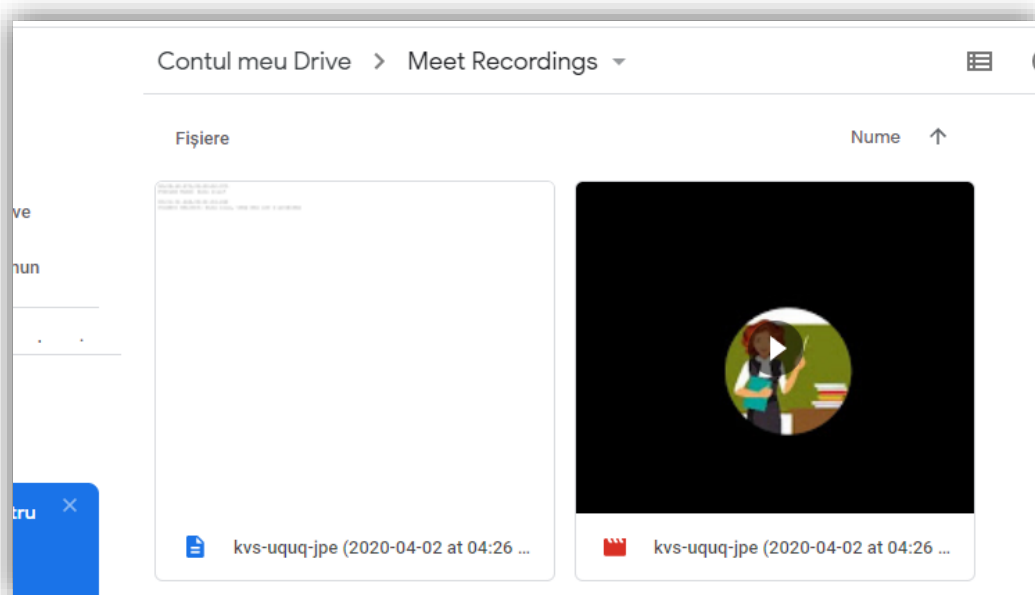 Contul meu Drive > Meet Recordings
Fișiere
Nume
ve
nun
tru
kvs-uquq-jpe (2020-04-02 at 04:26 ...
kvs-uquq-jpe (2020-04-02 at 04:26 ...